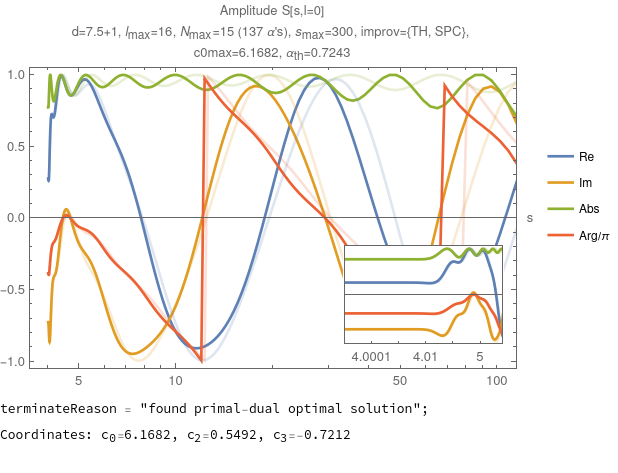 Amplitude S[s,l=0]
d=7.5+1, lmax=16, Nmax=15 (137 α's), smax=300, improv={TH, SPC},
c0max=6.1682, αth=0.7243
1.0
0.5
0.0
−0.5
−1.0
s
4.0001 4.01 5
5 10 50 100
Re
Im
Abs
Arg/π
terminateReason = "found primal-dual optimal solution";
Coordinates: c0=6.1682, c2=0.5492, c3=-0.7212